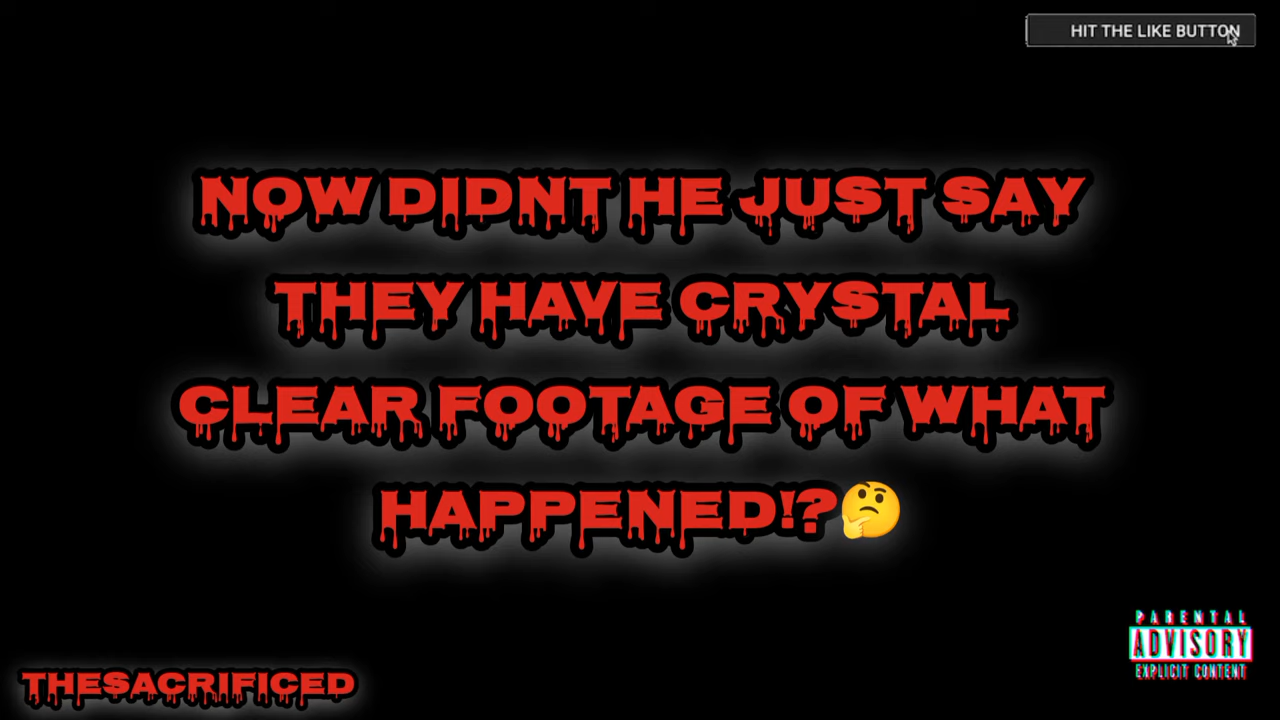 HIT THE LIKE BUTTON
NOW DIDNT HE JUST SAY
THEY HAVE CRYSTAL
CLEAR FOOTAGE OF WHAT
HAPPENED!?🤔
PARENTAL
ADVISORY
EXPLICIT CONTENT
THESACRIFICED